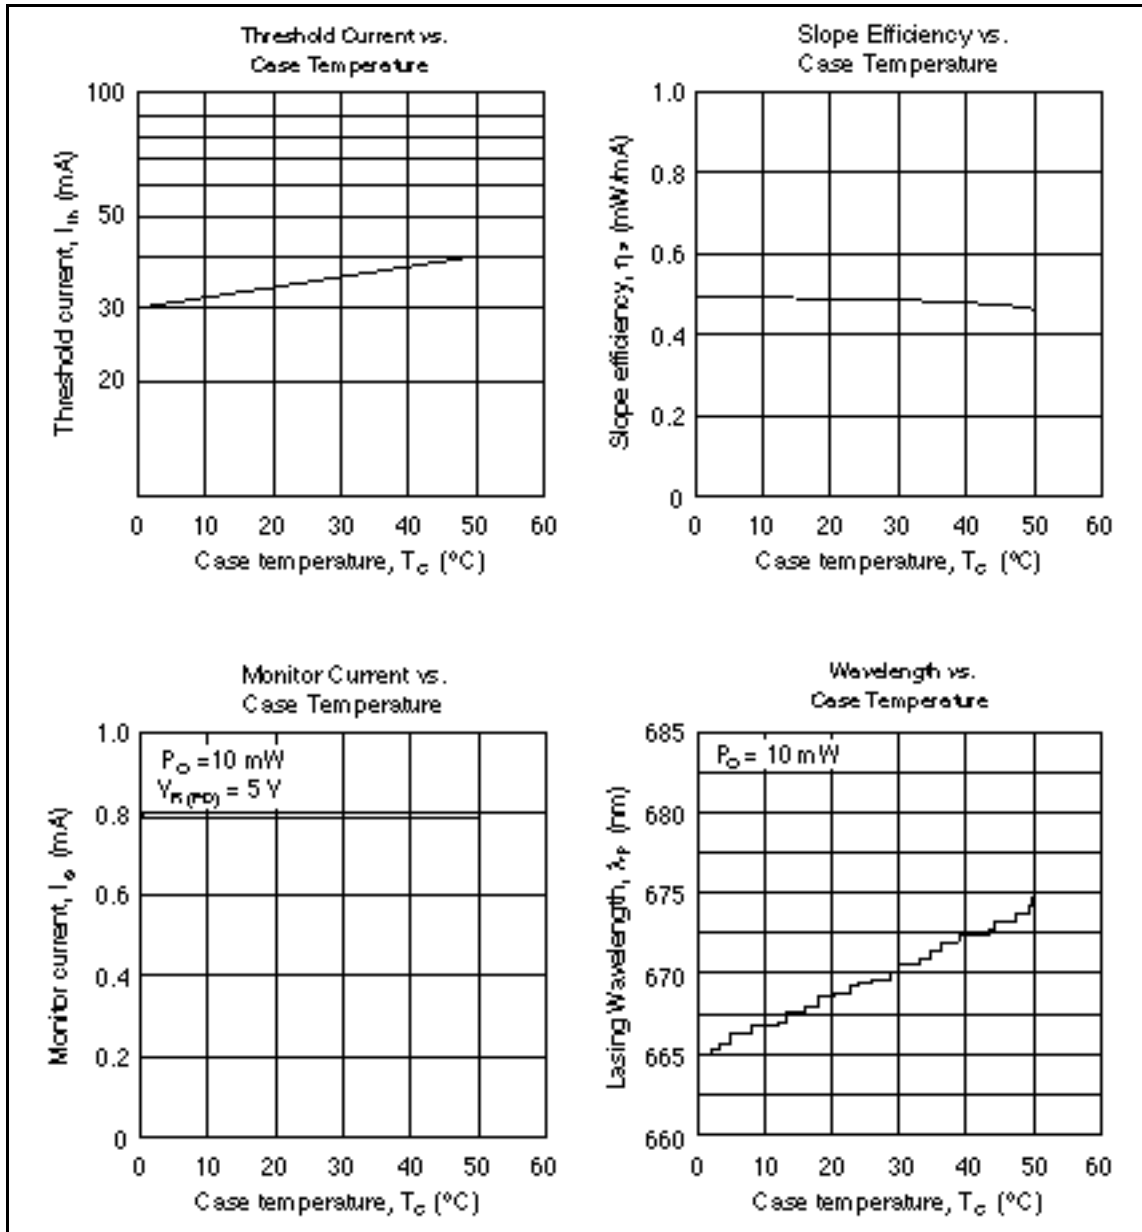 Threshold Current vs.
Case Temperature
100
50
30
20
0 10 20 30 40 50 60
Threshold current, Ith (mA)
Case temperature, TC (ºC)
Slope Efficiency vs.
Case Temperature
1.0
0.8
0.6
0.4
0.2
0
0 10 20 30 40 50 60
Slope efficiency, η (mW/mA)
Case temperature, TC (ºC)
Monitor Current vs.
Case Temperature
PO =10 mW
VR (PD) = 5 V
1.0
0.8
0.6
0.4
0.2
0
0 10 20 30 40 50 60
Monitor current, I (mA)
Case temperature, TC (ºC)
Wavelength vs.
Case Temperature
PO = 10 mW
685
680
675
670
665
660
0 10 20 30 40 50 60
Lasing Wavelength, λP (nm)
Case temperature, TC (ºC)